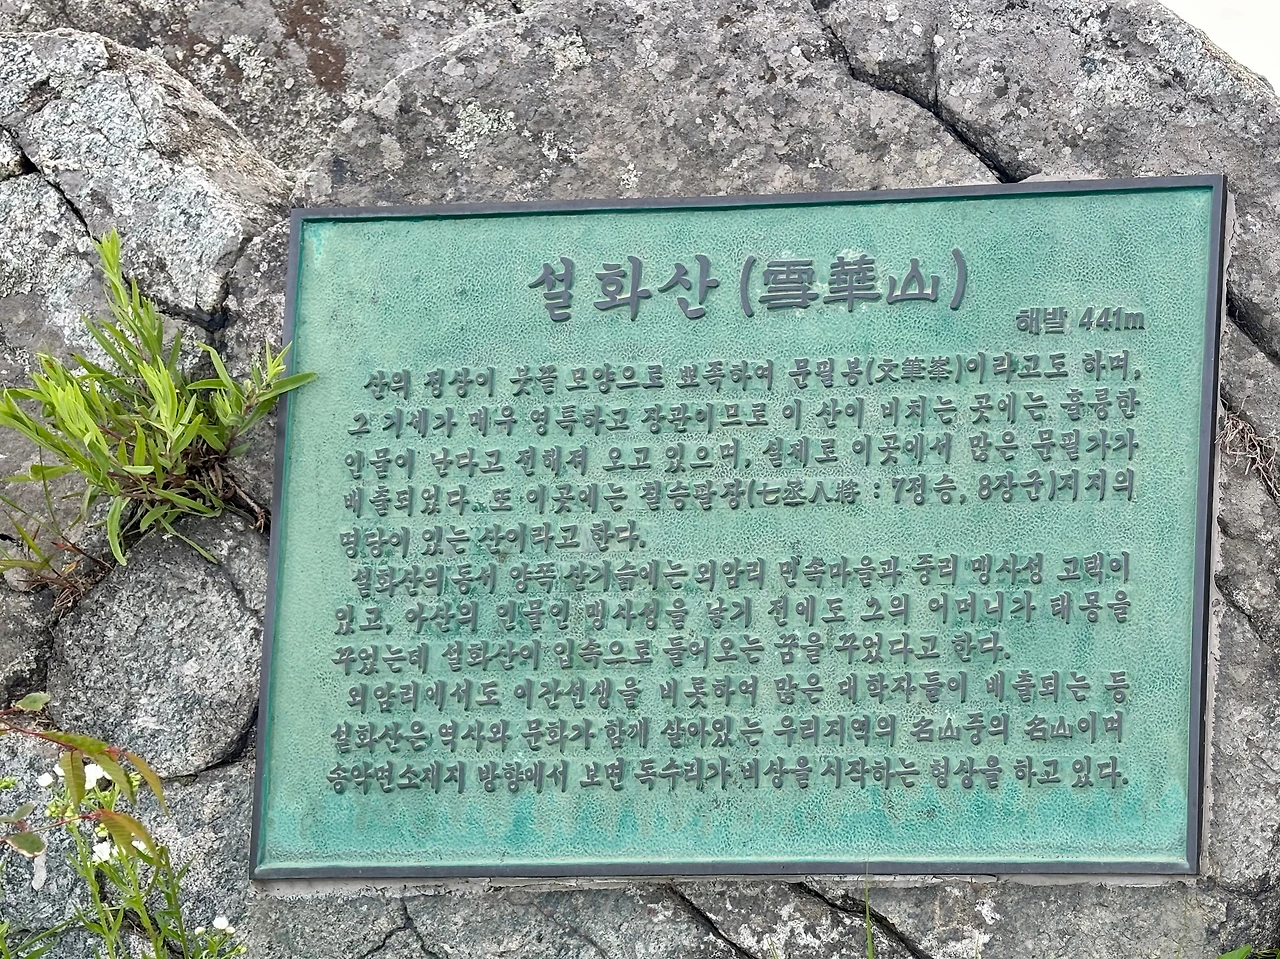 설화산(雪華山)
해발 441m
산의 정상이 붓끝 모양으로 뾰족하여 문필봉(文筆峯)이라고도 하며,
그 기세가 매우 영특하고 장관이므로 이 산이 비치는 곳에는 훌륭한
인물이 난다고 전해져 오고 있으며, 실제로 이곳에서 많은 문필가가
배출되었다. 또 이곳에는 칠승팔장(七丞八將 : 7정승, 8장군)지지의
명당이 있는 산이라고 한다.
설화산의 동서 양쪽 산기슭에는 외암리 민속마을과 중리 맹사성 고택이
있고, 아산의 인물인 맹사성을 낳기 전에도 그의 어머니가 태몽을
꾸었는데 설화산이 입속으로 들어오는 꿈을 꾸었다고 한다.
외암리에서도 이간선생을 비롯하여 많은 대학자들이 배출되는 등
설화산은 역사와 문화가 함께 살아있는 우리지역의 名山중의 名山이며
송악면소재지 방향에서 보면 독수리가 비상을 시작하는 형상을 하고 있다.